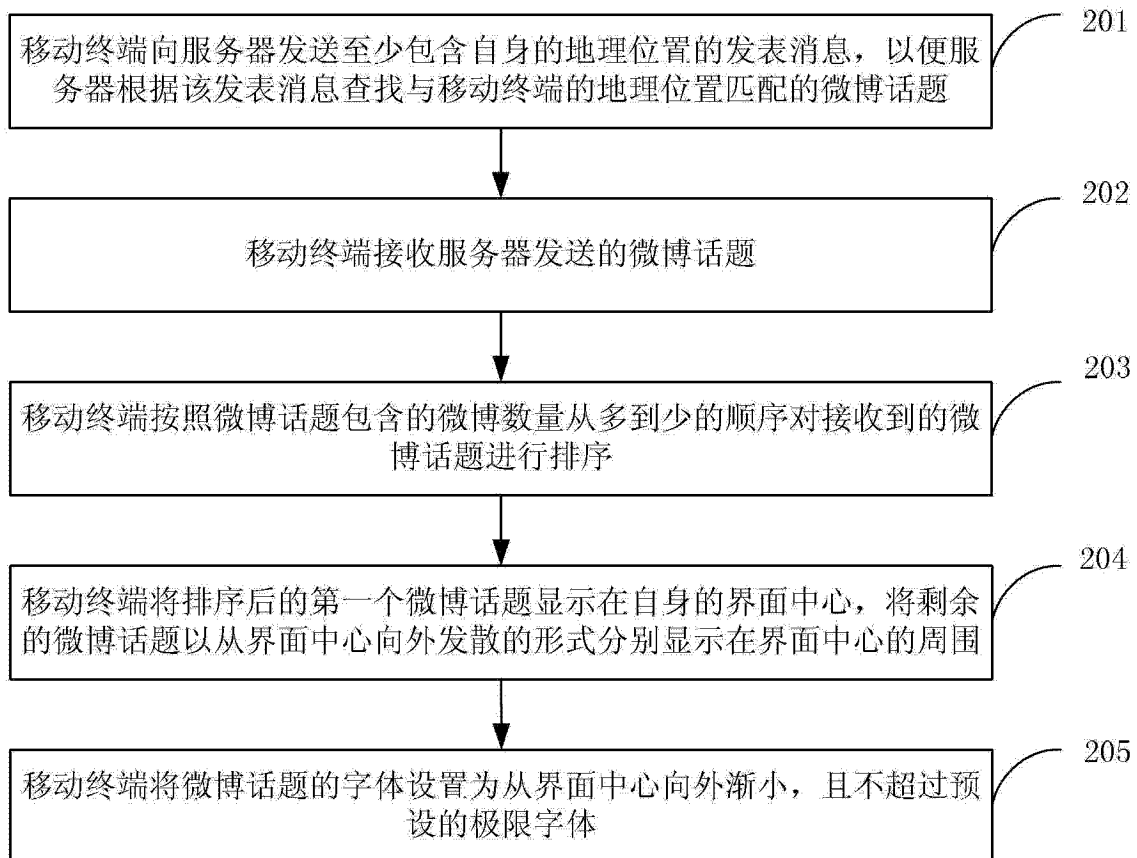 201
移动终端向服务器发送至少包含自身的地理位置的发表消息，以便服
务器根据该发表消息查找与移动终端的地理位置匹配的微博话题
202
移动终端接收服务器发送的微博话题
203
移动终端按照微博话题包含的微博数量从多到少的顺序对接收到的微
博话题进行排序
204
移动终端将排序后的第一个微博话题显示在自身的界面中心，将剩余
的微博话题以从界面中心向外发散的形式分别显示在界面中心的周围
205
移动终端将微博话题的字体设置为从界面中心向外渐小，且不超过预
设的极限字体